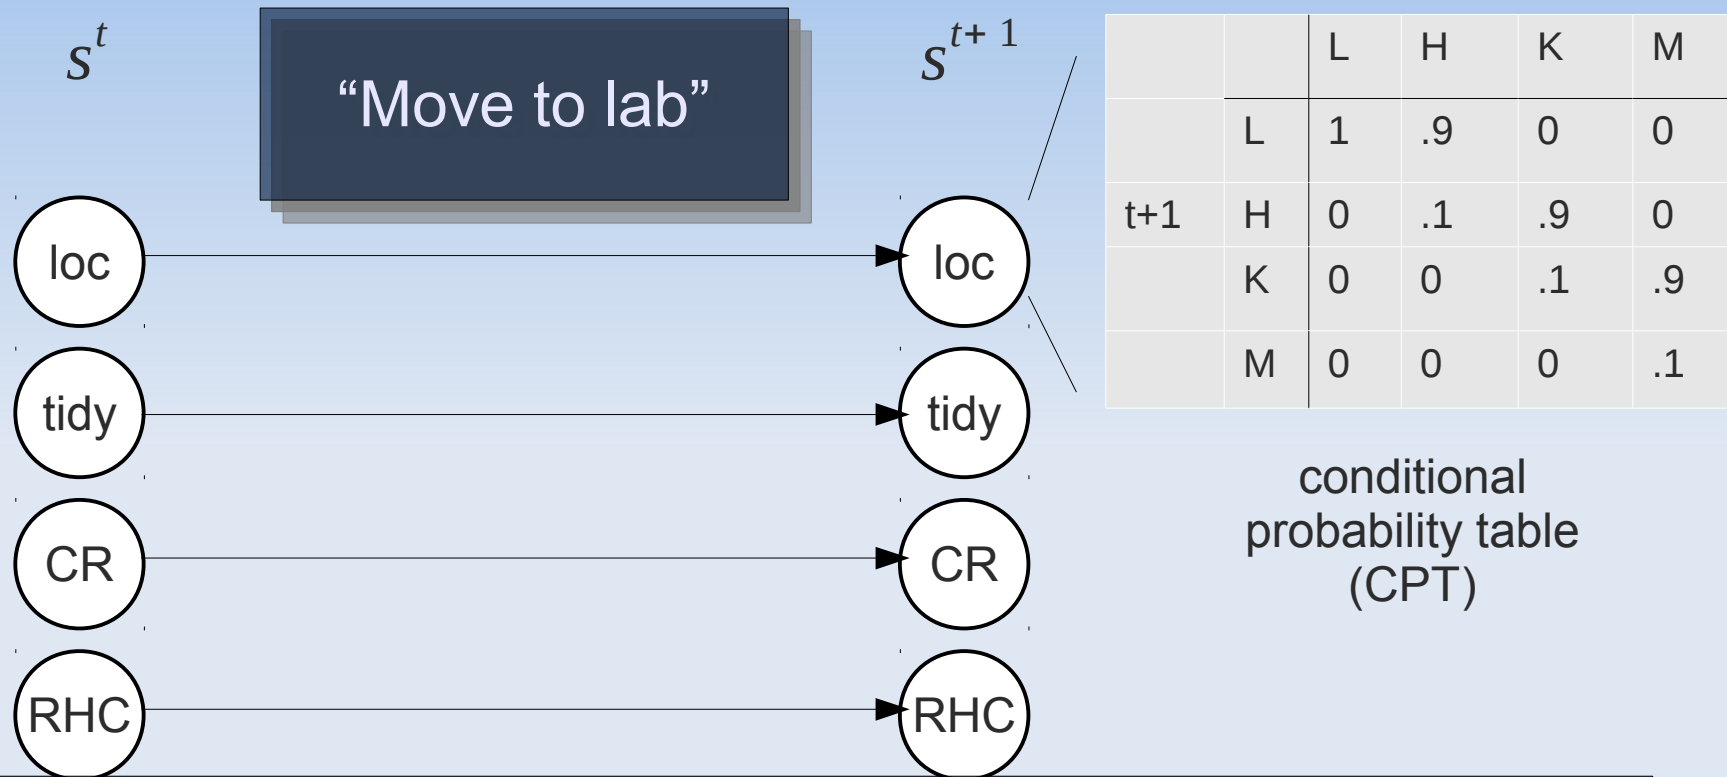 s^t
“Move to lab”
s^{t+1}
L H K M
L 1 .9 0 0
t+1 H 0 .1 .9 0
K 0 0 .1 .9
M 0 0 0 .1
loc loc
tidy tidy
CR CR
RHC RHC
conditional
probability table
(CPT)